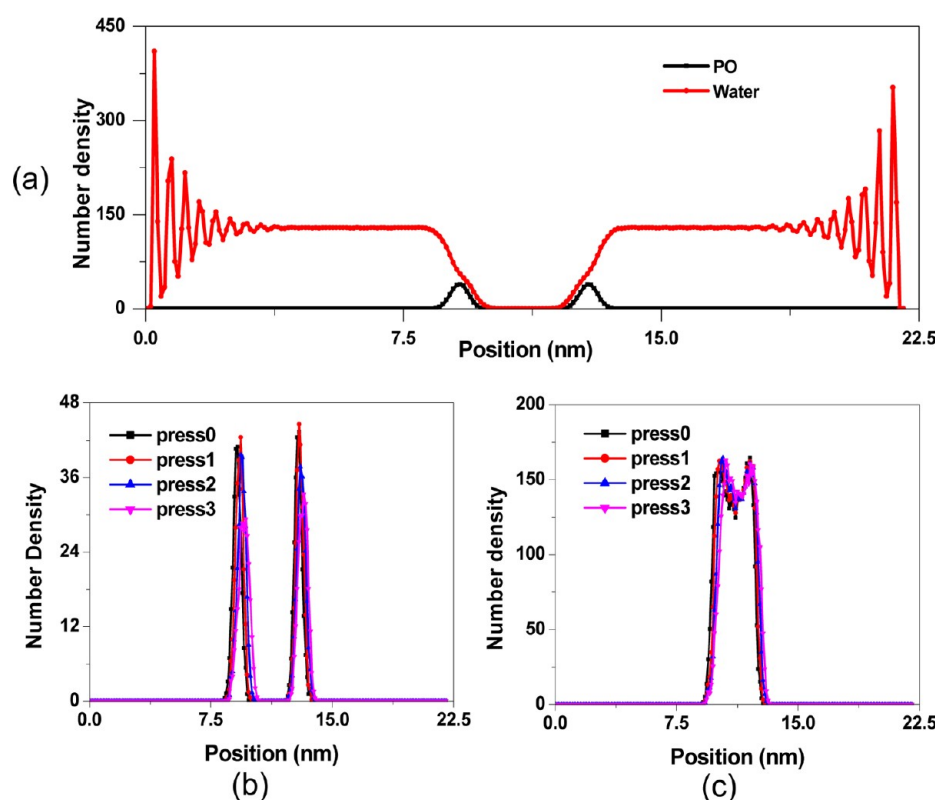 (a)
Number density
450
300
150
0
PO
Water
0.0 7.5 15.0 22.5
Position (nm)
Number Density
48
36
24
12
0
press0
press1
press2
press3
0.0 7.5 15.0 22.5
Position (nm)
(b)
Number density
200
150
100
50
0
press0
press1
press2
press3
0.0 7.5 15.0 22.5
Position (nm)
(c)